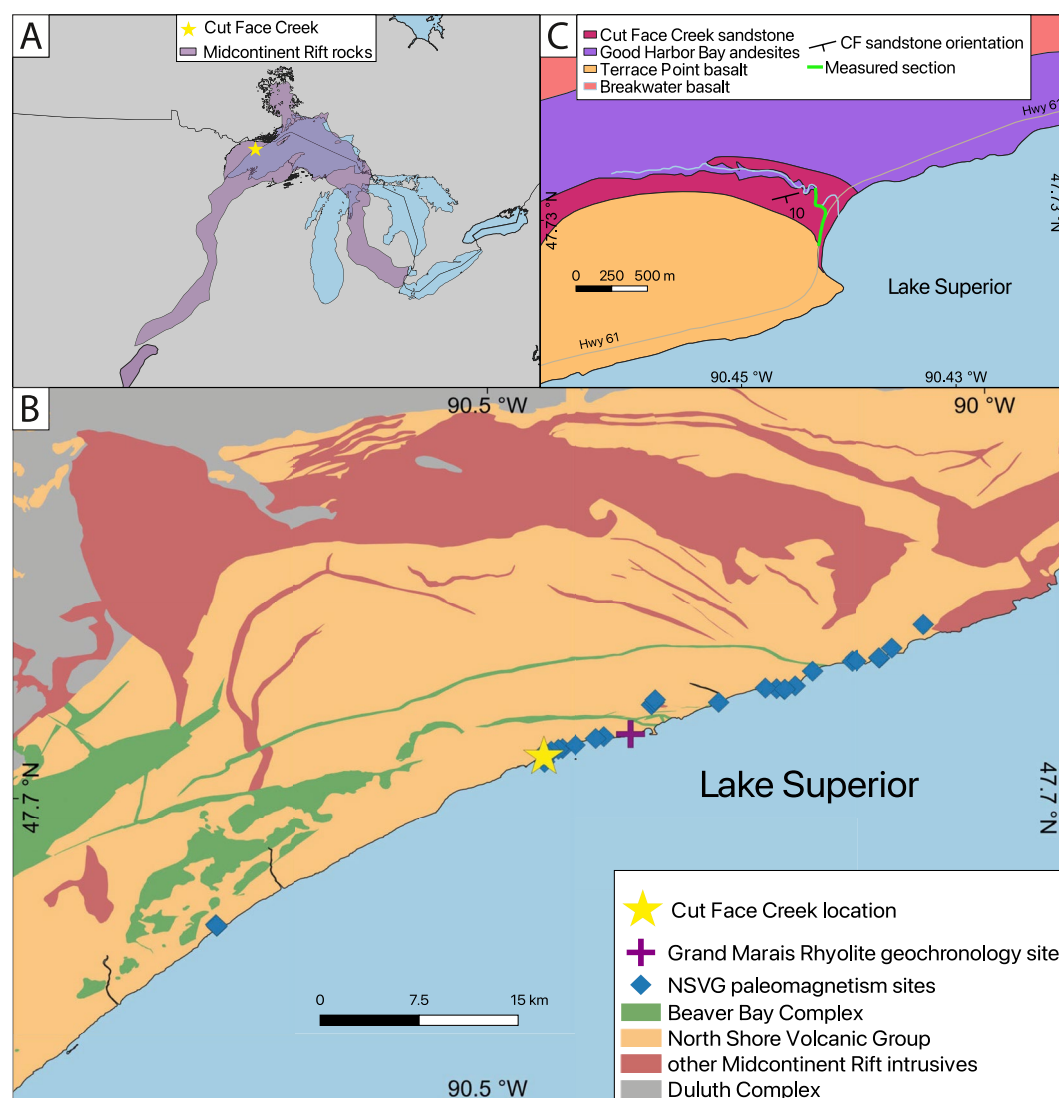 A
Cut Face Creek
Midcontinent Rift rocks
C
Cut Face Creek sandstone
Good Harbor Bay andesites
Terrace Point basalt
Breakwater basalt
CF sandstone orientation
Measured section
Hwy 61
47.73 °N
47.73 °N
10
0 250 500 m
Lake Superior
Hwy 61
90.45 °W
90.43 °W
B
90.5 °W
90 °W
47.7 °N
47.7 °N
Lake Superior
0 7.5 15 km
90.5 °W
Cut Face Creek location
Grand Marais Rhyolite geochronology site
NSVG paleomagnetism sites
Beaver Bay Complex
North Shore Volcanic Group
other Midcontinent Rift intrusives
Duluth Complex